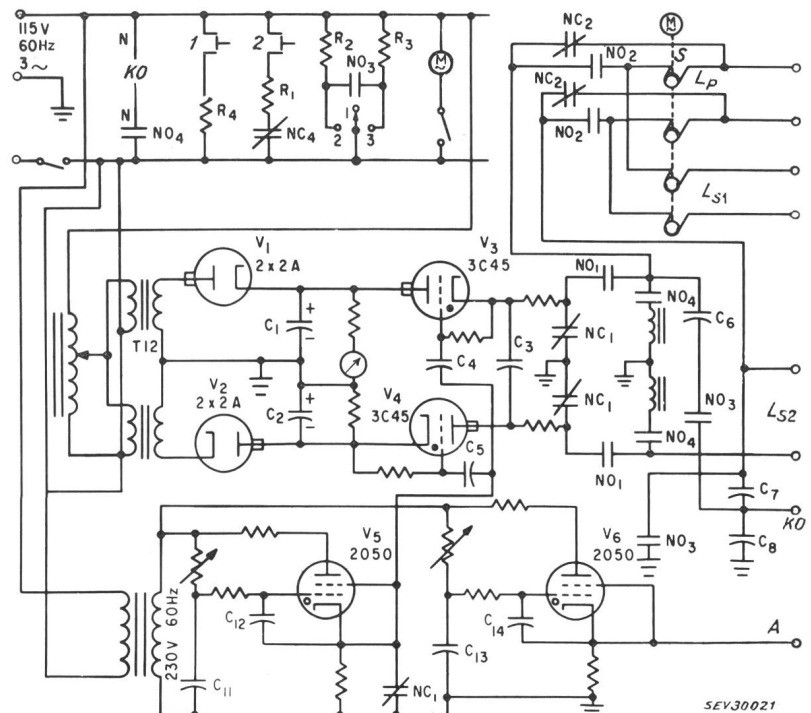 115V
60Hz
3~
N
KO
N
NO4
1
R4
2
R1
NC4
R2
NO3
R3
1
2
3
M~
NC2
NO2
NC2
NO2
M~
S
LP
LS1
V1
2x2A
T12
V2
2x2A
C1
+
−
C2
+
−
V3
3C45
C4
V4
3C45
C5
C3
NO1
NC1
NC1
NO1
NO4
NO4
C6
NO3
LS2
C7
KO
NO3
C8
230V 60Hz
C11
C12
V5
2050
NC1
C13
C14
V6
2050
A
SEV30021